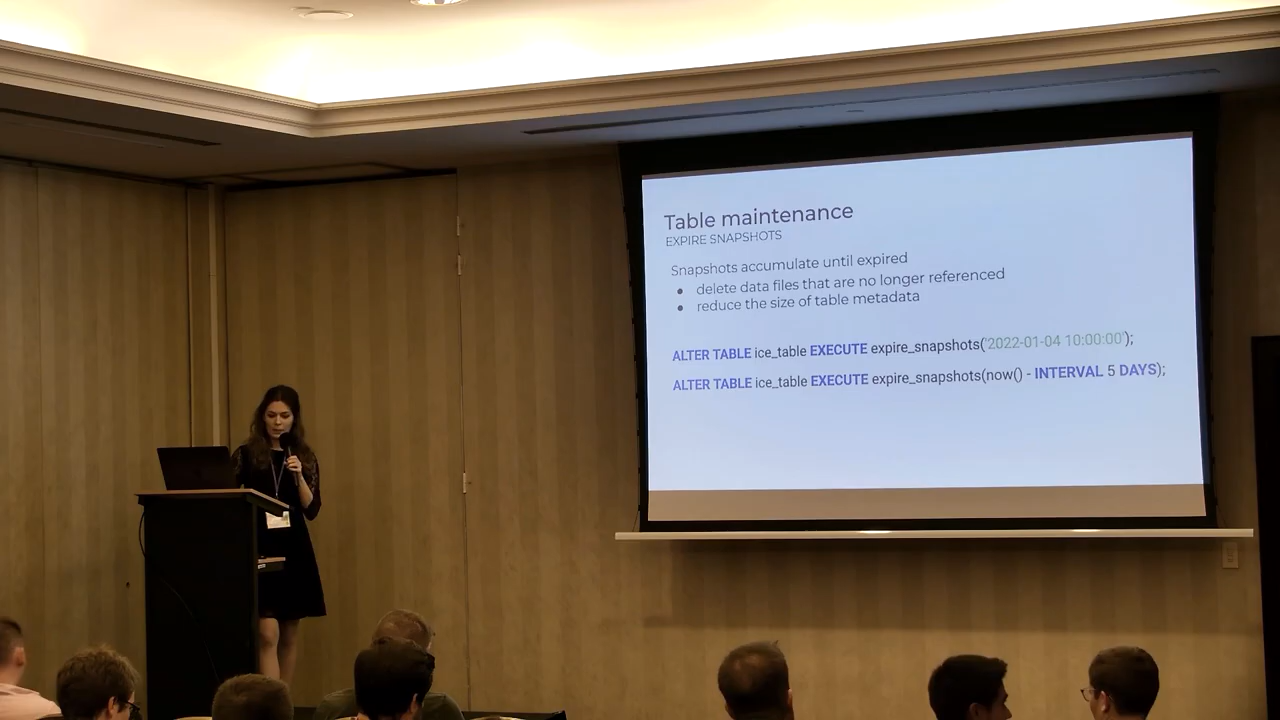 Table maintenance
EXPIRE SNAPSHOTS
Snapshots accumulate until expired
● delete data files that are no longer referenced
● reduce the size of table metadata
ALTER TABLE ice_table EXECUTE expire_snapshots('2022-01-04 10:00:00');
ALTER TABLE ice_table EXECUTE expire_snapshots(now() - INTERVAL 5 DAYS);